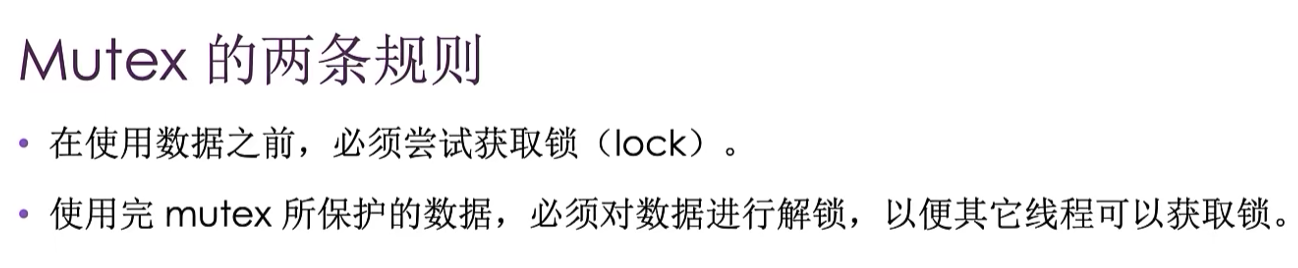 Mutex 的两条规则
• 在使用数据之前，必须尝试获取锁（lock）。
• 使用完 mutex 所保护的数据，必须对数据进行解锁，以便其它线程可以获取锁。